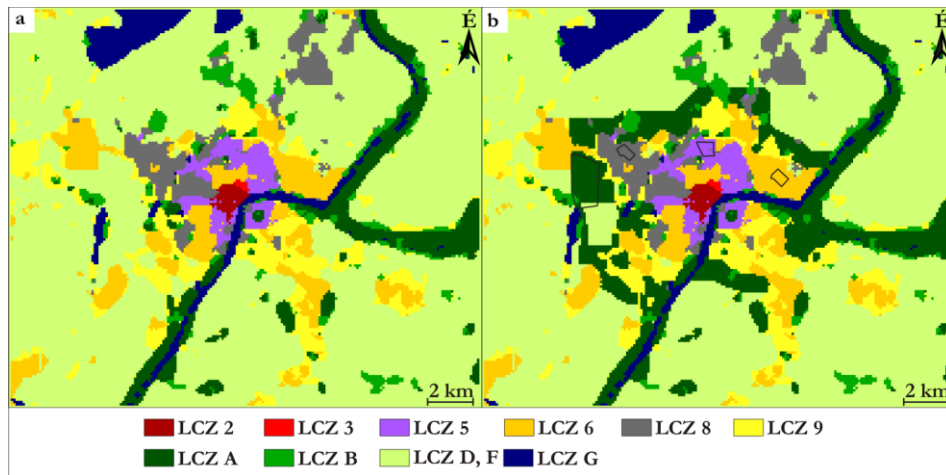 a
É
2 km
b
É
2 km
LCZ 2 LCZ 3 LCZ 5 LCZ 6 LCZ 8 LCZ 9
LCZ A LCZ B LCZ D, F LCZ G